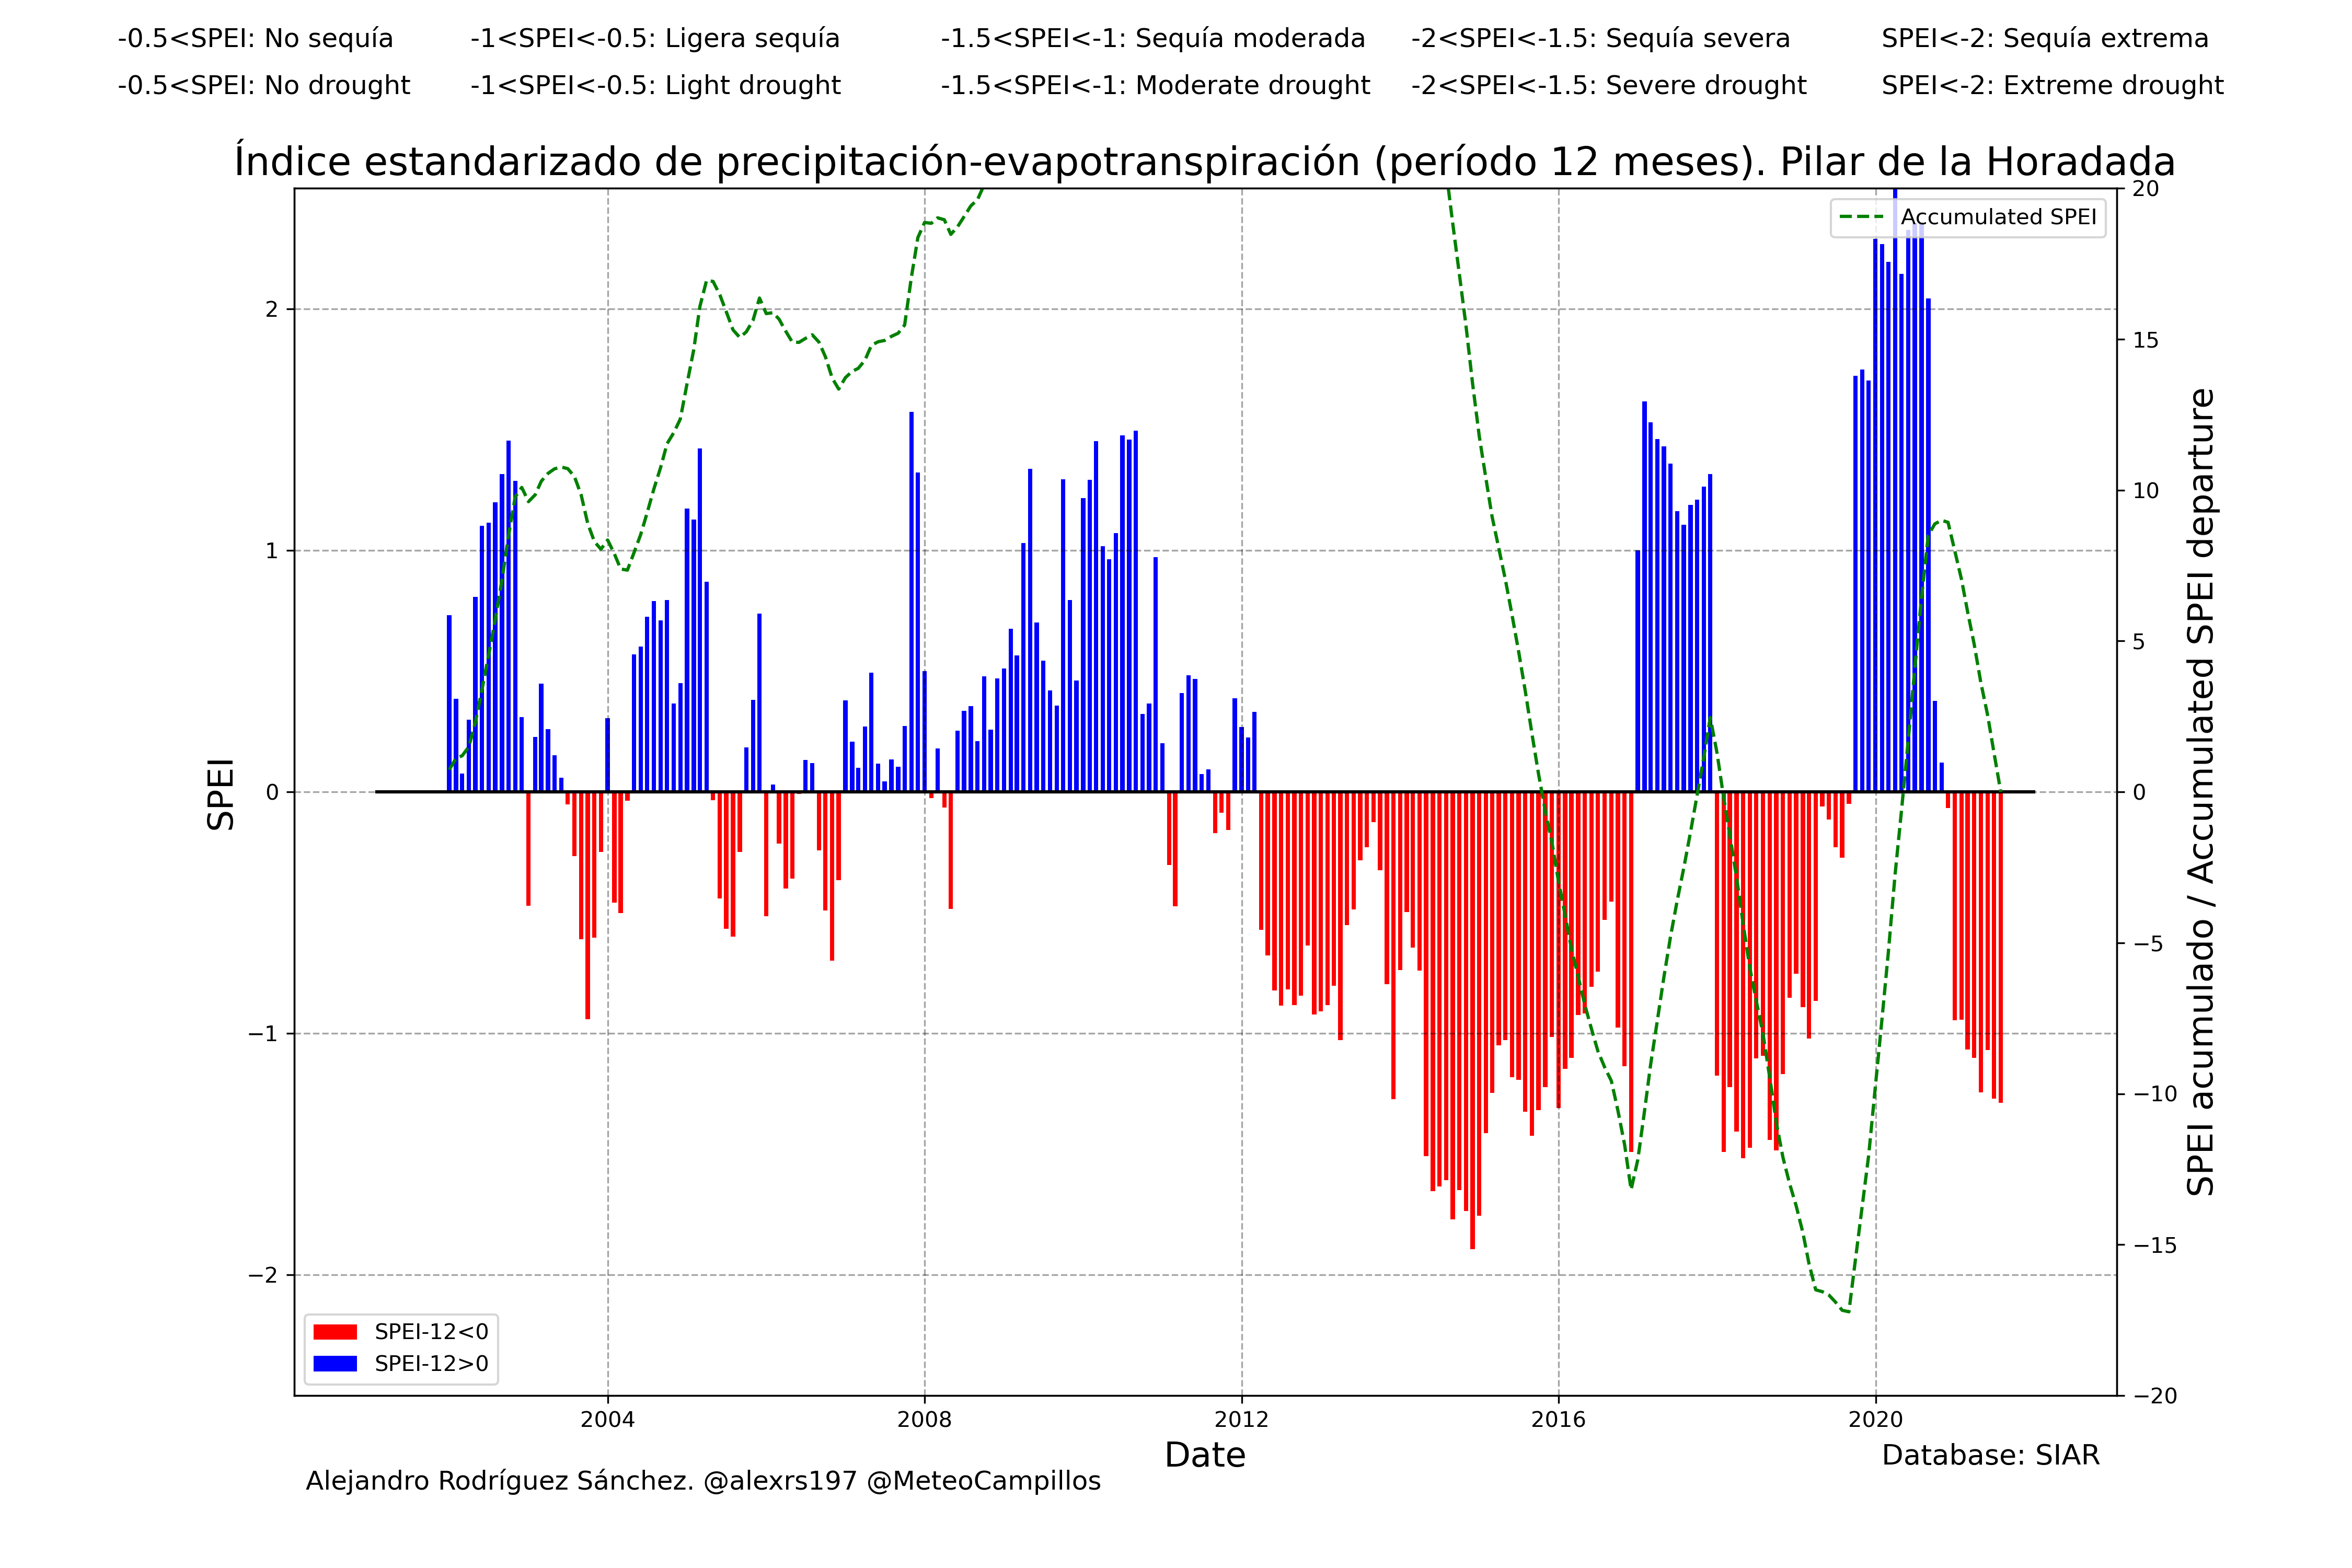 -0.5<SPEI: No sequía -1<SPEI<-0.5: Ligera sequía -1.5<SPEI<-1: Sequía moderada -2<SPEI<-1.5: Sequía severa SPEI<-2: Sequía extrema
-0.5<SPEI: No drought -1<SPEI<-0.5: Light drought -1.5<SPEI<-1: Moderate drought -2<SPEI<-1.5: Severe drought SPEI<-2: Extreme drought
Índice estandarizado de precipitación-evapotranspiración (período 12 meses). Pilar de la Horadada
Accumulated SPEI
SPEI
2
1
0
−1
−2
20
15
10
5
0
−5
−10
−15
−20
SPEI acumulado / Accumulated SPEI departure
SPEI-12<0
SPEI-12>0
2004 2008 2012 2016 2020
Date
Database: SIAR
Alejandro Rodríguez Sánchez. @alexrs197 @MeteoCampillos